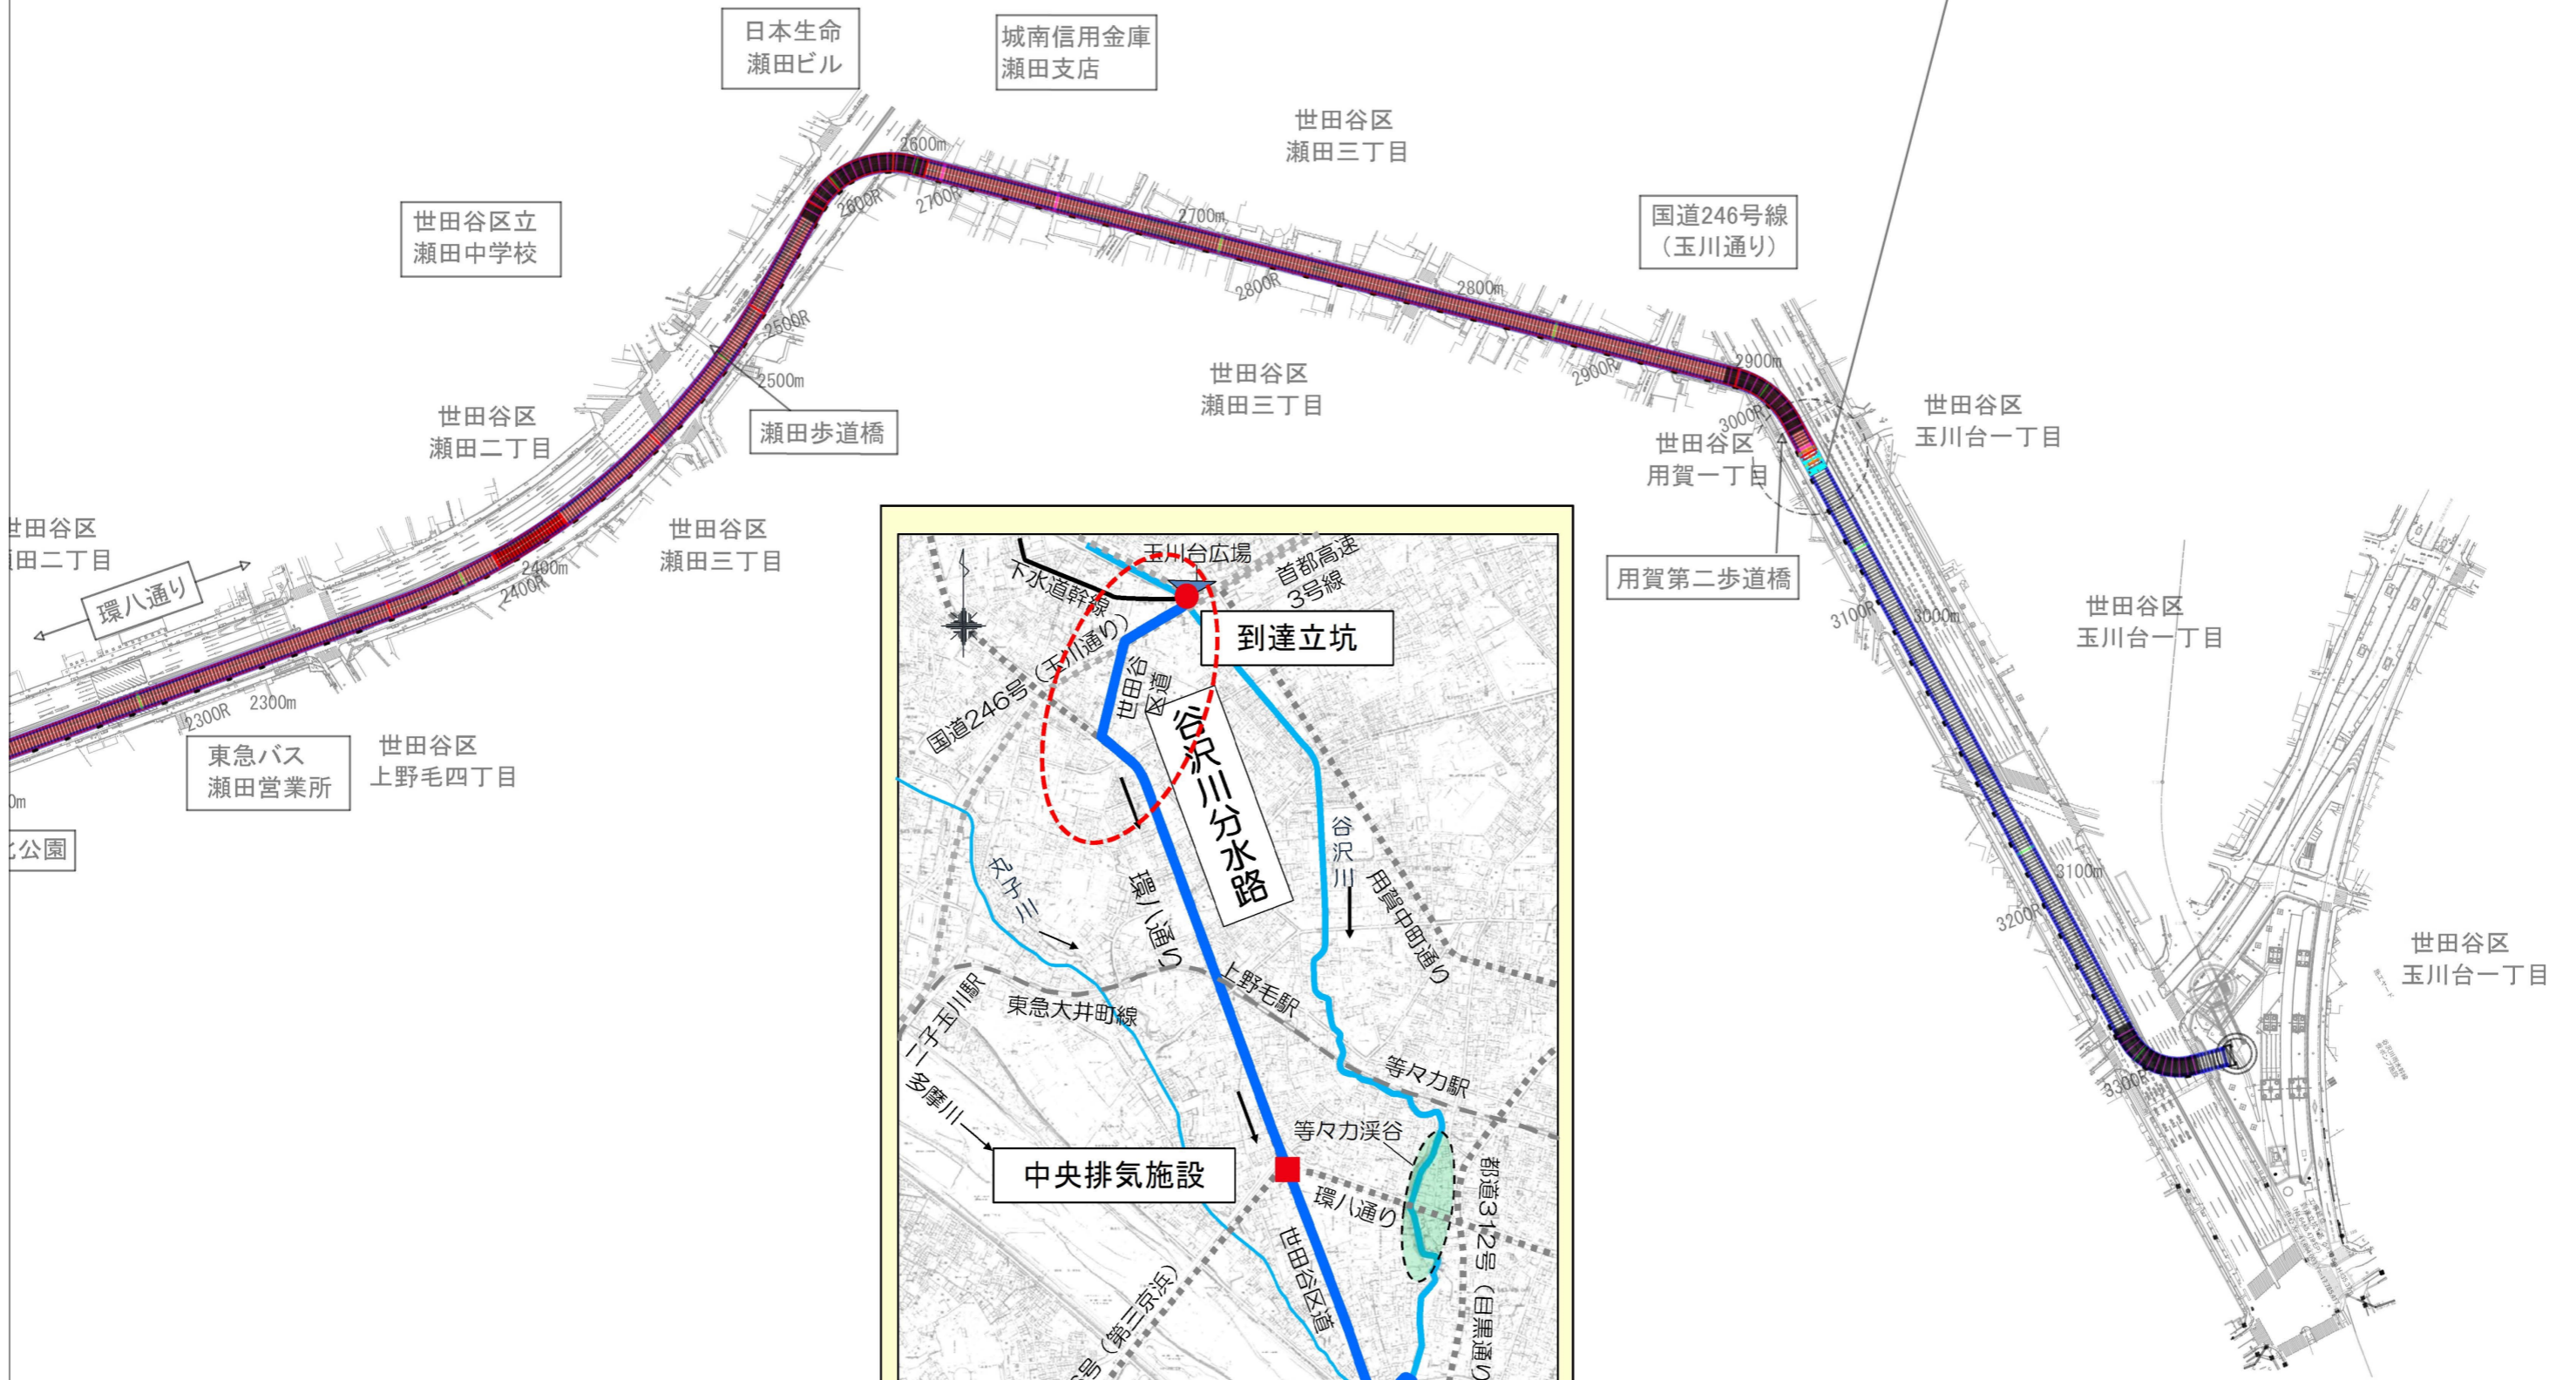 日本生命
瀬田ビル
城南信用金庫
瀬田支店
世田谷区
瀬田三丁目
2600m
2600R
2700R
2700m
世田谷区立
瀬田中学校
国道246号線
（玉川通り）
2800R
2800m
2500R
2500m
2900m
2900R
世田谷区
瀬田三丁目
瀬田歩道橋
世田谷区
瀬田二丁目
3000R
世田谷区
玉川台一丁目
世田谷区
用賀一丁目
世田谷区
瀬田三丁目
世田谷区
田二丁目
環八通り
2400m
2400R
用賀第二歩道橋
3100R
3000m
世田谷区
玉川台一丁目
2300R
2300m
東急バス
瀬田営業所
世田谷区
上野毛四丁目
0m
公園
3100m
3200R
世田谷区
玉川台一丁目
3300R
玉川台広場
下水道幹線
首都高速
3号線
到達立坑
国道246号（玉川通り）
世田谷
区道
谷沢川分水路
谷沢川
用賀中町通り
丸子川
環八通り
上野毛駅
二子玉川駅
東急大井町線
等々力駅
多摩川
等々力渓谷
中央排気施設
環八通り
都道312号（目黒通り
世田谷区道
号（第三京浜）